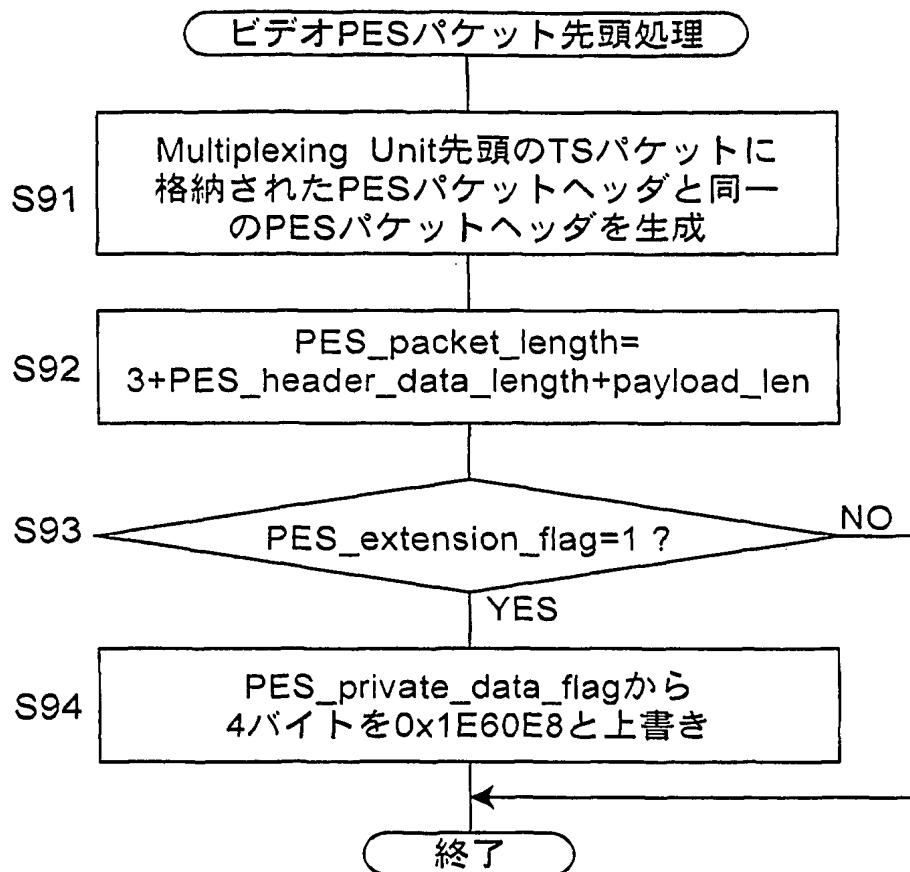 ビデオPESパケット先頭処理
S91
Multiplexing Unit先頭のTSパケットに
格納されたPESパケットヘッダと同一
のPESパケットヘッダを生成
S92
PES_packet_length=
3+PES_header_data_length+payload_len
S93
PES_extension_flag=1 ?
NO
YES
S94
PES_private_data_flagから
4バイトを0x1E60E8と上書き
終了